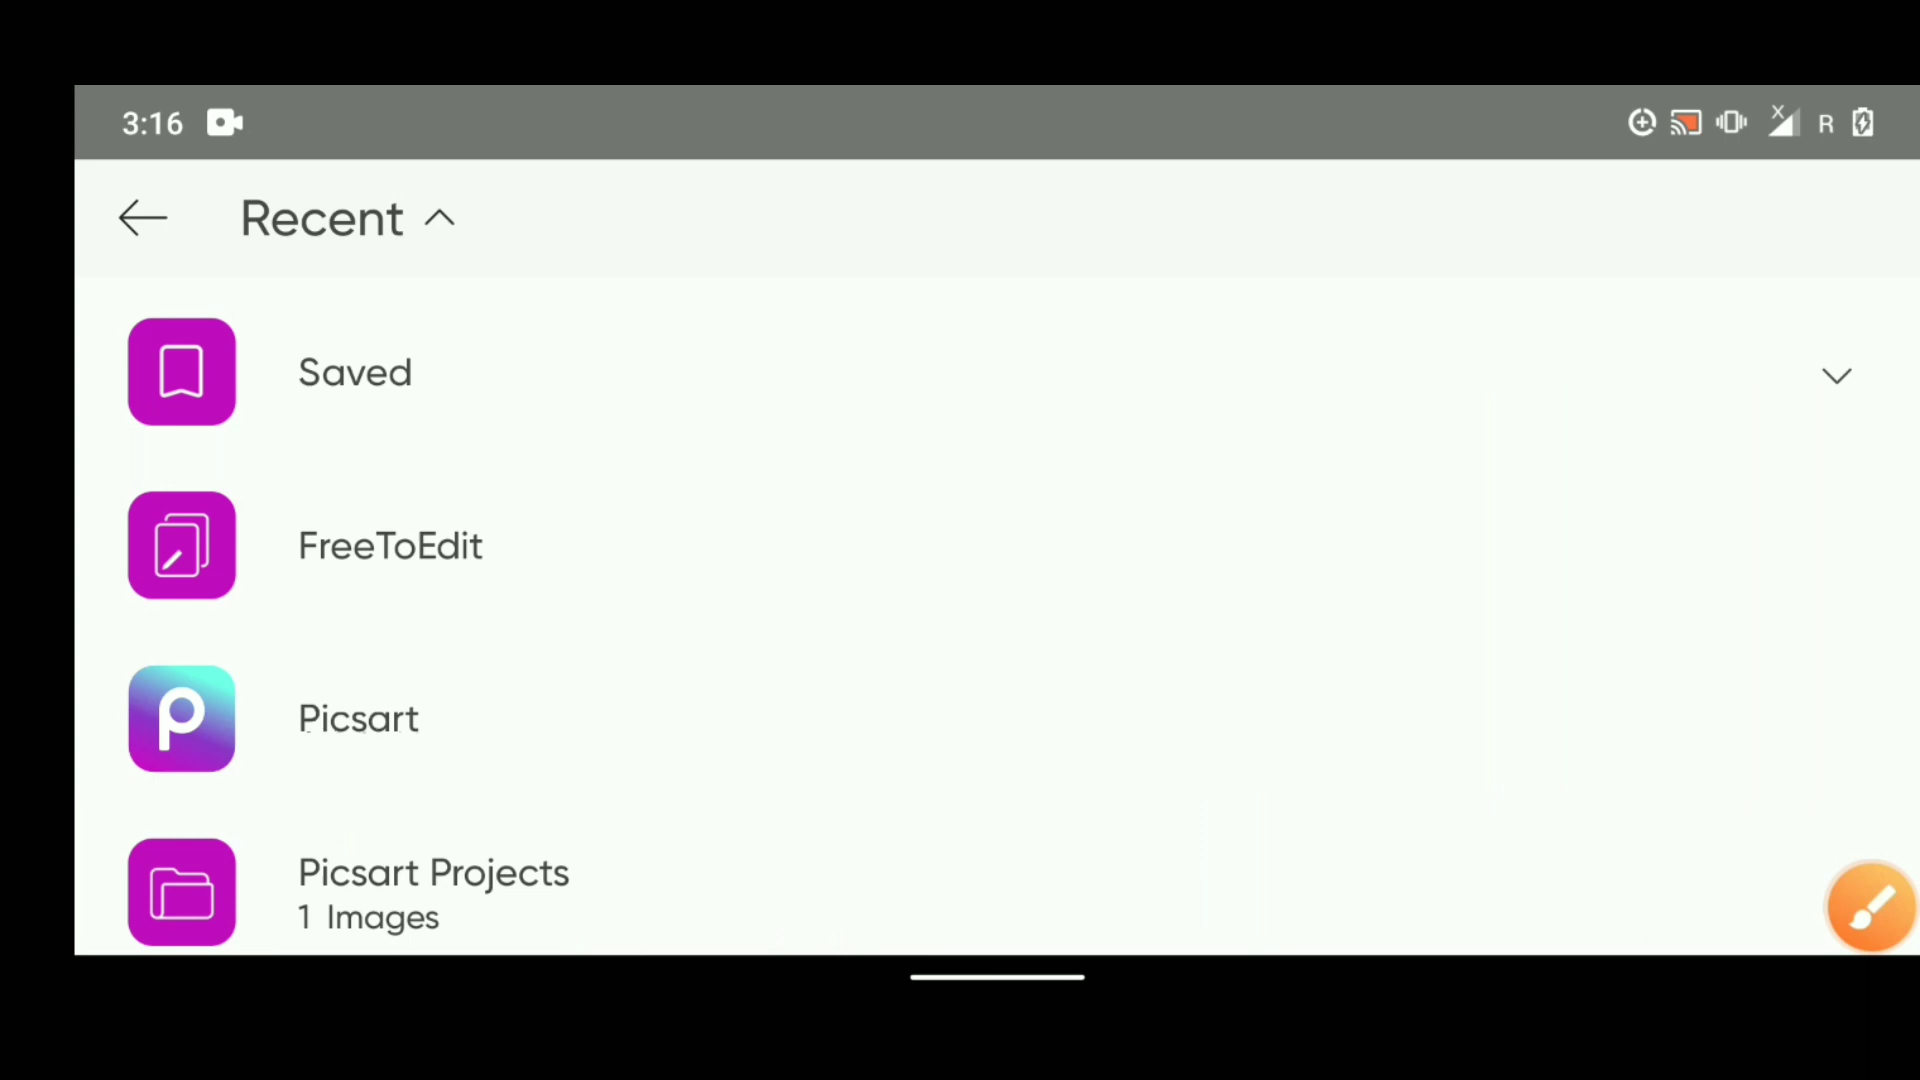 3:16
R
Recent
Saved
FreeToEdit
Picsart
Picsart Projects
1 Images